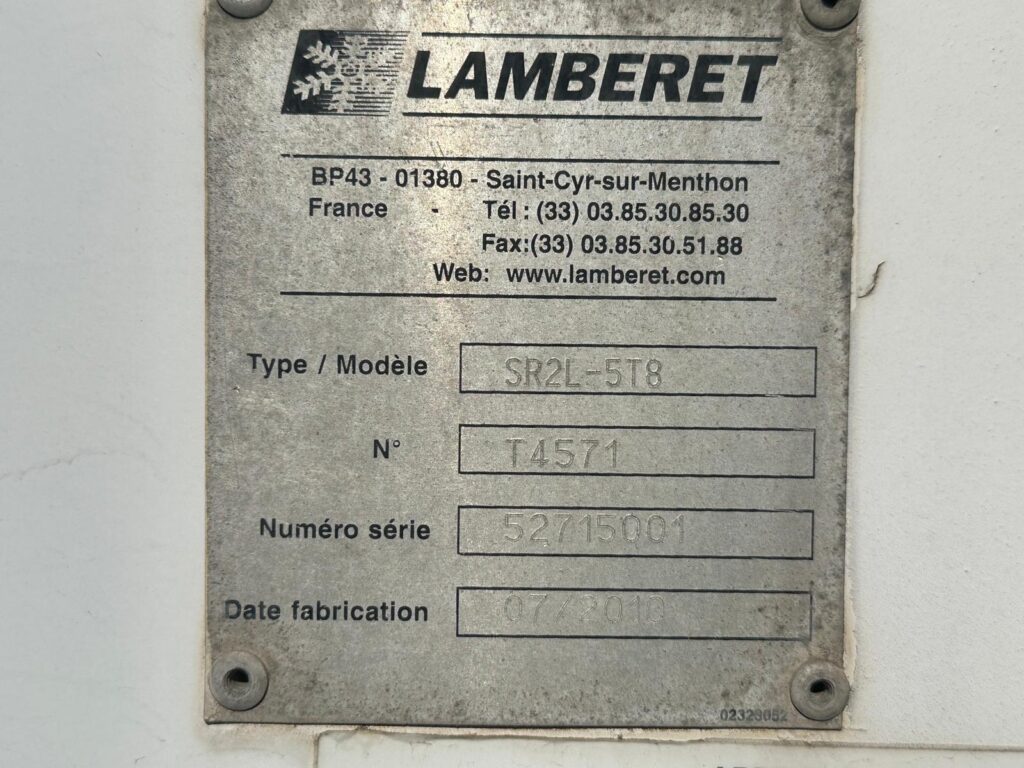 LAMBERET
BP43 - 01380 - Saint-Cyr-sur-Menthon
France - Tél : (33) 03.85.30.85.30
Fax:(33) 03.85.30.51.88
Web: www.lamberet.com
Type / Modèle SR2L-5T8
N° T4571
Numéro série 52715001
Date fabrication 07/2010